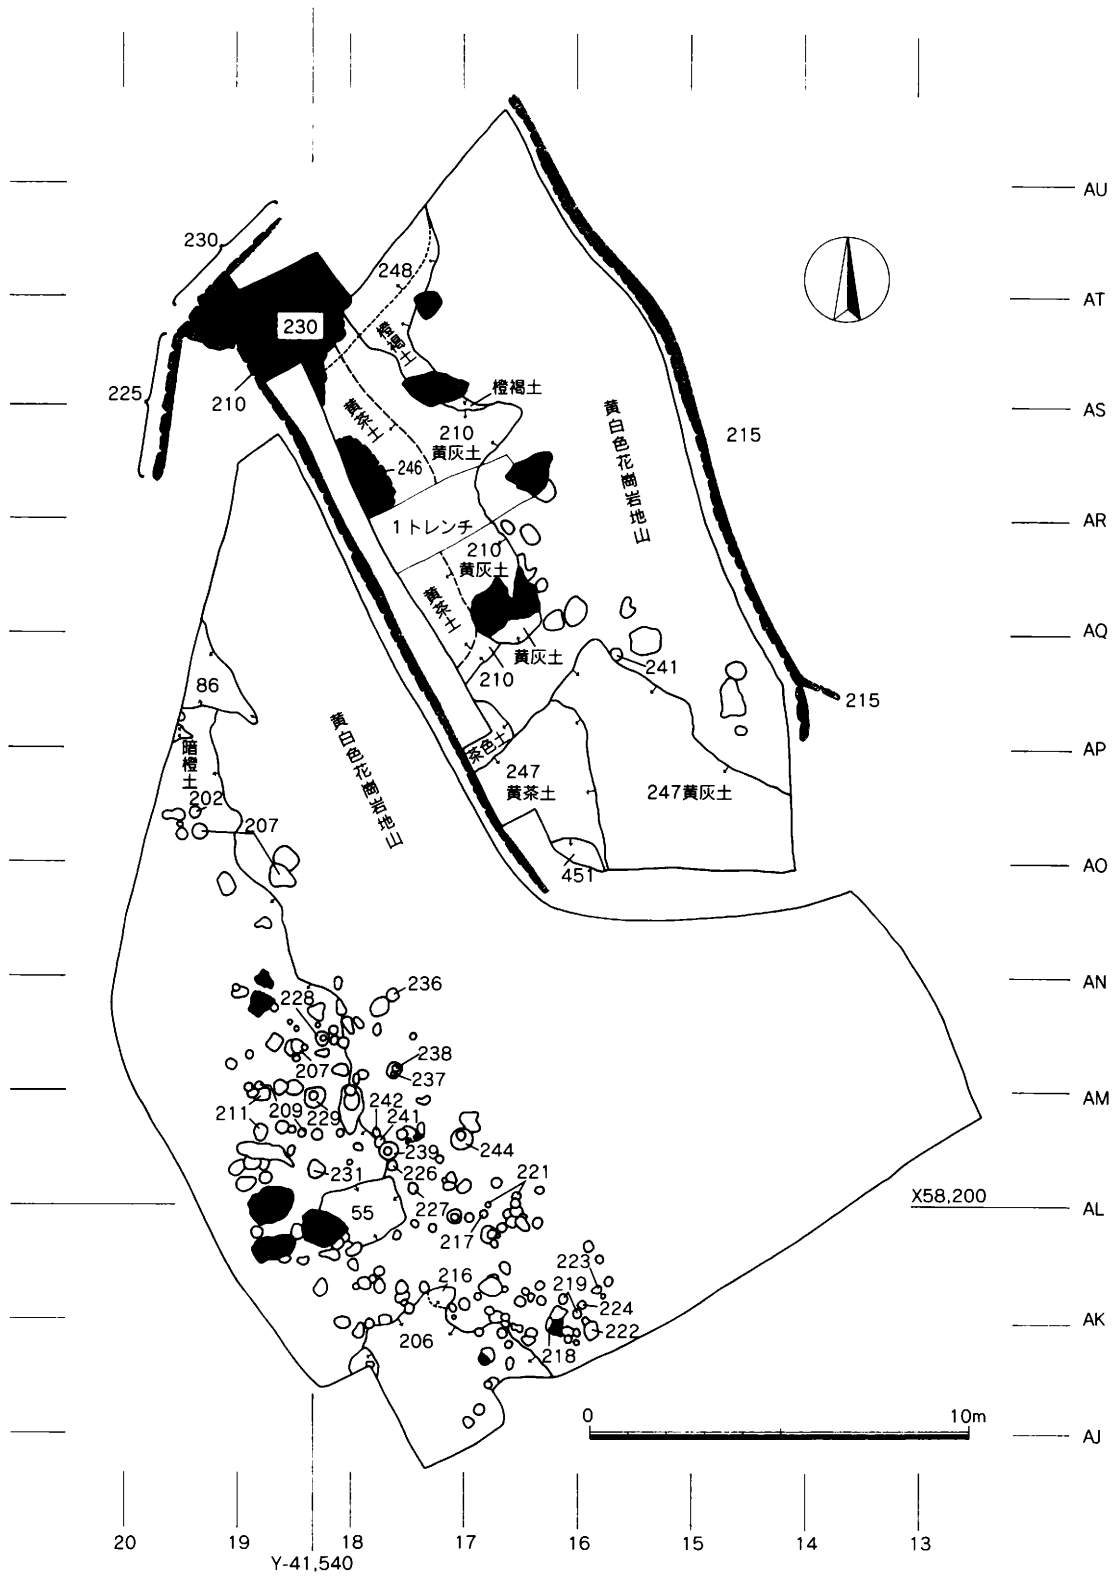 AU
230
248
AT
230
橙褐土
225
210
橙褐土
AS
黄茶土
210
黄灰土
黄白色花崗岩地山
215
246
1トレンチ
AR
210
黄灰土
黄茶土
AQ
黄灰土
241
210
86
215
黄白色花崗岩地山
茶色土
AP
暗橙土
247
黄茶土
247黄灰土
202
207
451
AO
228
236
AN
238
207
237
AM
211
209
229
242
241
239
244
231
226
221
227
X58,200
AL
55
217
223
216
219
224
222
AK
206
218
0
10m
AJ
20
19
18
17
16
15
14
13
Y-41,540